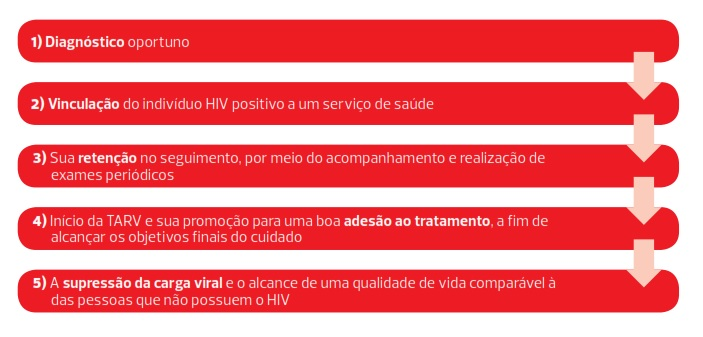 1) Diagnóstico oportuno
2) Vinculação do indivíduo HIV positivo a um serviço de saúde
3) Sua retenção no seguimento, por meio do acompanhamento e realização de
exames periódicos
4) Início da TARV e sua promoção para uma boa adesão ao tratamento, a fim de
alcançar os objetivos finais do cuidado
5) A supressão da carga viral e o alcance de uma qualidade de vida comparável à
das pessoas que não possuem o HIV